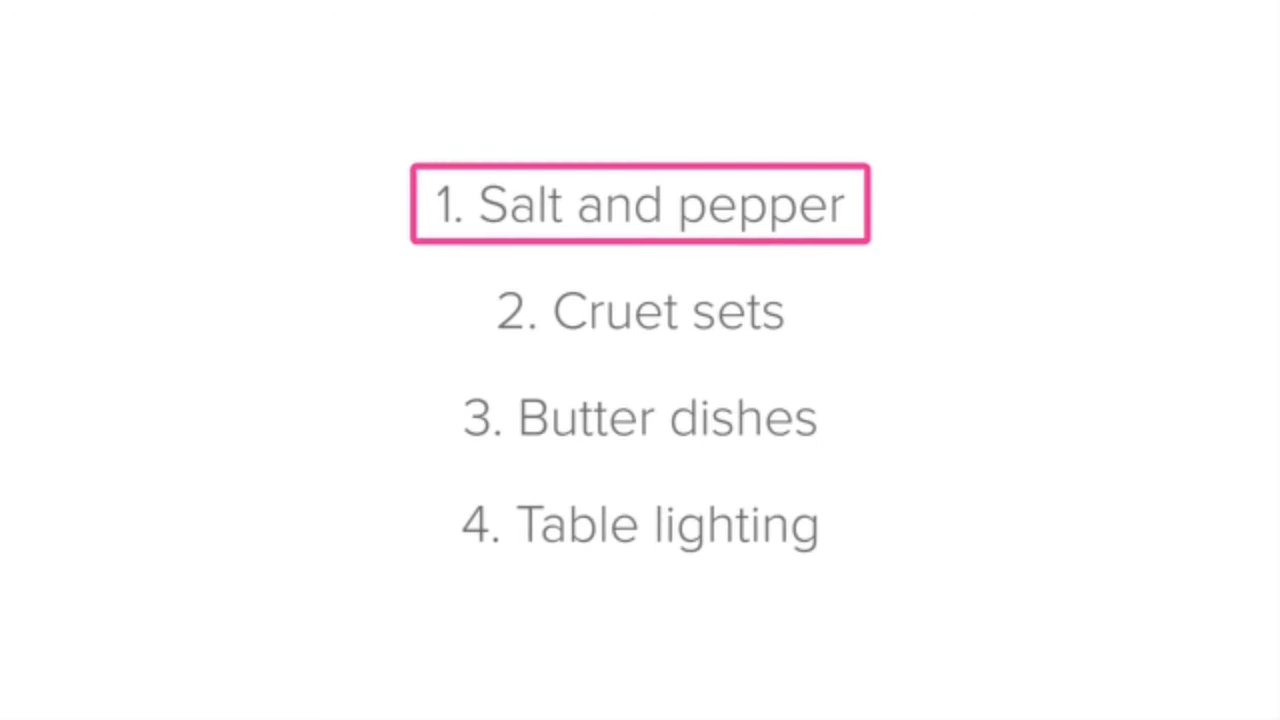 1. Salt and pepper
2. Cruet sets
3. Butter dishes
4. Table lighting